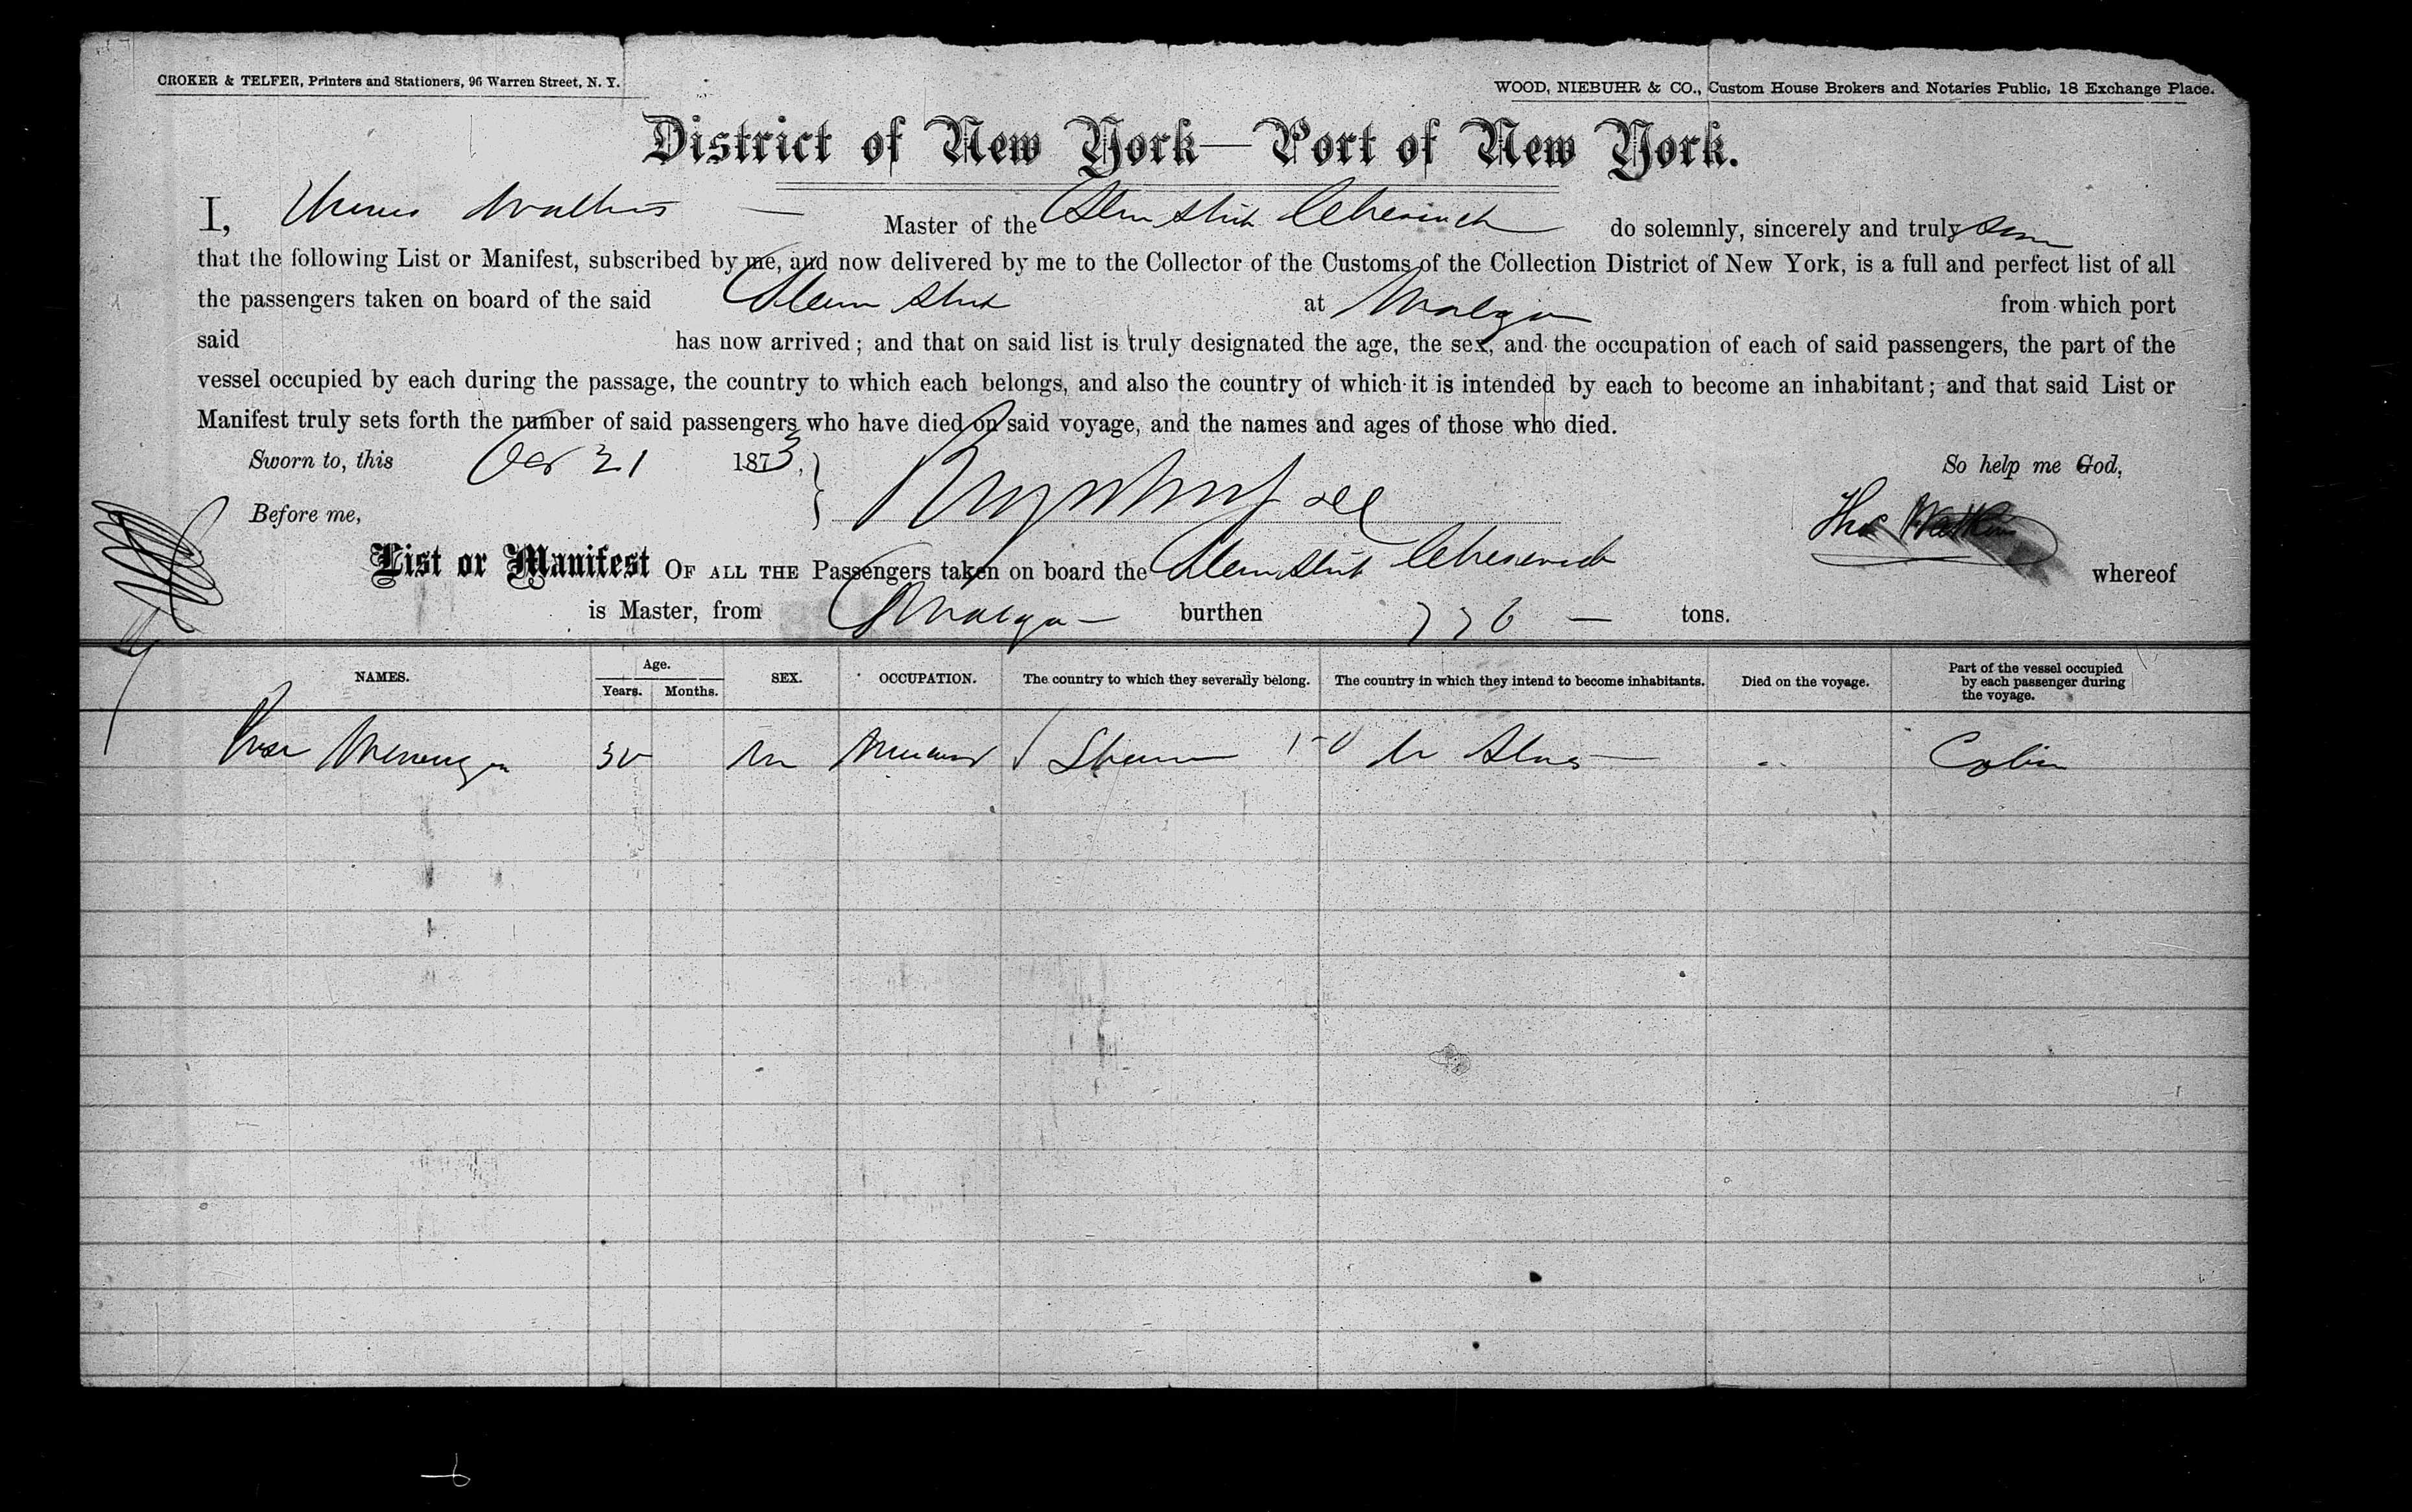 CROKER & TELFER, Printers and Stationers, 96 Warren Street, N. Y.
WOOD, NIEBUHR & CO., Custom House Brokers and Notaries Public, 18 Exchange Place.
District of New York—Port of New York.
I, Thomas Watkins — Master of the do solemnly, sincerely and truly
that the following List or Manifest, subscribed by me, and now delivered by me to the Collector of the Customs of the Collection District of New York, is a full and perfect list of all
the passengers taken on board of the said at Malaga from which port
said has now arrived; and that on said list is truly designated the age, the sex, and the occupation of each of said passengers, the part of the
vessel occupied by each during the passage, the country to which each belongs, and also the country of which it is intended by each to become an inhabitant; and that said List or
Manifest truly sets forth the number of said passengers who have died on said voyage, and the names and ages of those who died.
Sworn to, this 21 1873, So help me God,
Before me, Thos Watkins
List or Manifest OF ALL THE Passengers taken on board the whereof
is Master, from Malaga — burthen 776 — tons.
NAMES. Age. Years. Months. SEX. OCCUPATION. The country to which they severally belong. The country in which they intend to become inhabitants. Died on the voyage. Part of the vessel occupied by each passenger during the voyage.
30 m Spain Cabin